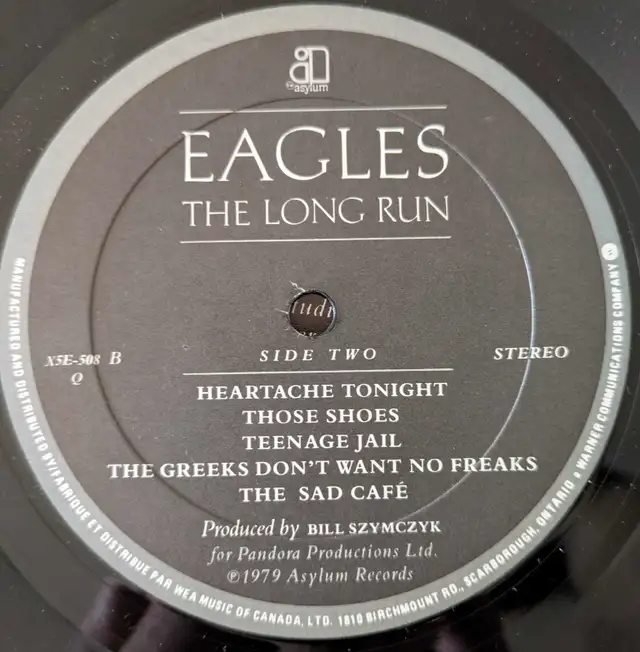 asylum
EAGLES
THE LONG RUN
tudi
SIDE TWO
X5E-508 B
Q
STEREO
HEARTACHE TONIGHT
THOSE SHOES
TEENAGE JAIL
THE GREEKS DON'T WANT NO FREAKS
THE SAD CAFÉ
Produced by BILL SZYMCZYK
for Pandora Productions Ltd.
℗1979 Asylum Records
MANUFACTURED AND DISTRIBUTED BY/FABRIQUE ET DISTRIBUE PAR WEA MUSIC OF CANADA, LTD. 1810 BIRCHMOUNT RD., SCARBOROUGH, ONTARIO • WARNER COMMUNICATIONS COMPANY